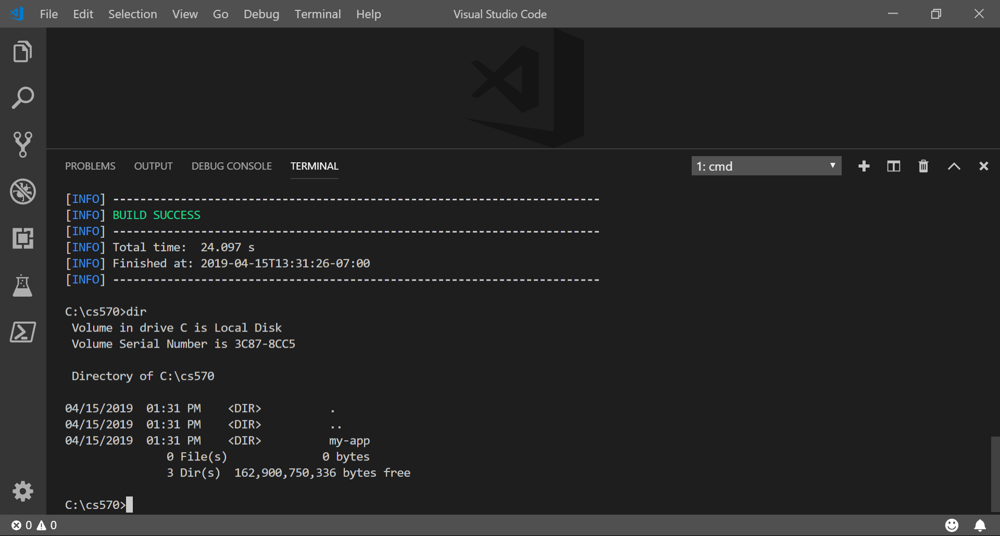 File Edit Selection View Go Debug Terminal Help Visual Studio Code
PROBLEMS OUTPUT DEBUG CONSOLE TERMINAL 1: cmd
[INFO] ------------------------------------------------------------------------
[INFO] BUILD SUCCESS
[INFO] ------------------------------------------------------------------------
[INFO] Total time:  24.097 s
[INFO] Finished at: 2019-04-15T13:31:26-07:00
[INFO] ------------------------------------------------------------------------
C:\cs570>dir
Volume in drive C is Local Disk
Volume Serial Number is 3C87-8CC5
Directory of C:\cs570
04/15/2019  01:31 PM    <DIR>          .
04/15/2019  01:31 PM    <DIR>          ..
04/15/2019  01:31 PM    <DIR>          my-app
0 File(s)              0 bytes
3 Dir(s)  162,900,750,336 bytes free
C:\cs570>
0 0